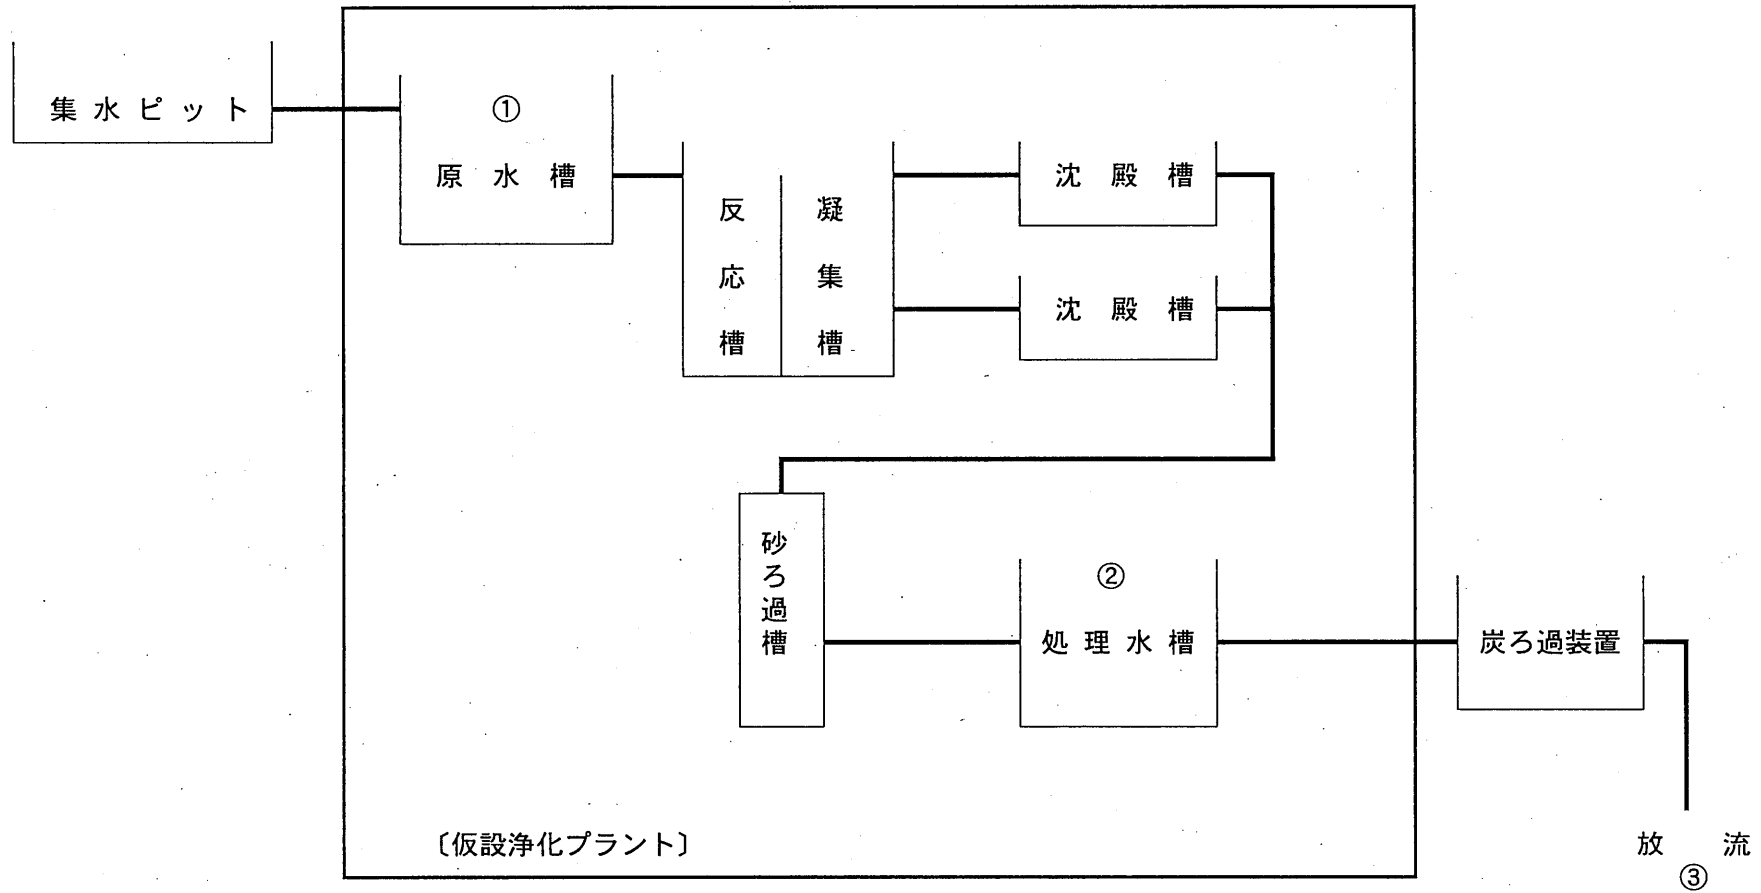 集水ピット
①
原水槽
反応槽
凝集槽
沈殿槽
沈殿槽
砂ろ過槽
②
処理水槽
炭ろ過装置
〔仮設浄化プラント〕
放流
③